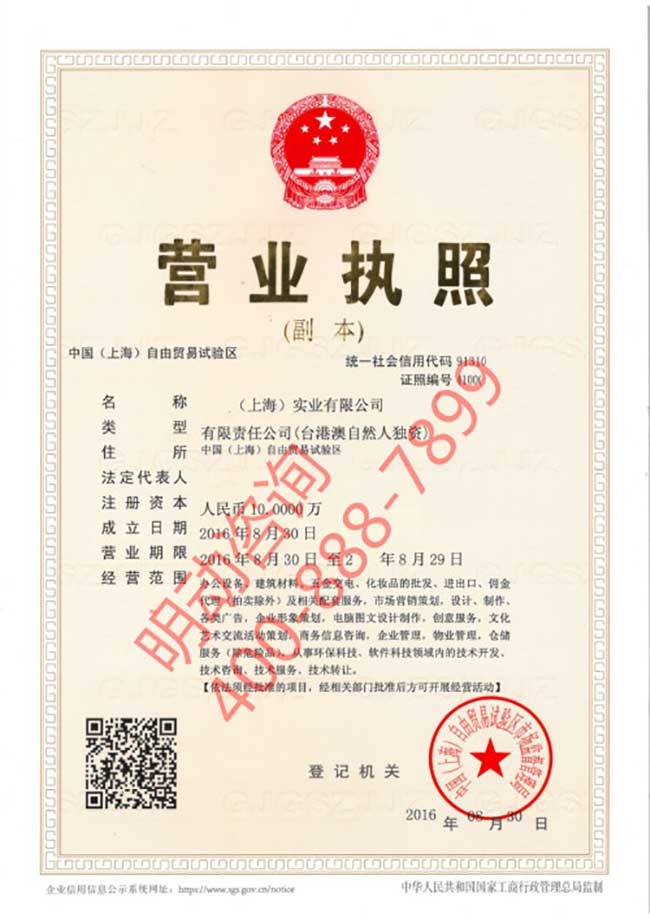 营业执照
(副 本)
中国（上海）自由贸易试验区
统一社会信用代码 91310
证照编号 4100
名 称 （上海）实业有限公司
类 型 有限责任公司(台港澳自然人独资)
住 所 中国（上海）自由贸易试验区
法定代表人
注册资本 人民币10.0000万
成立日期 2016年8月30日
营业期限 2016年8月30日 至2 年8月29日
经营范围 办公设备、建筑材料、五金交电、化妆品的批发、进出口、佣金
代理（拍卖除外）及相关配套服务，市场营销策划，设计、制作、
各类广告，企业形象策划，电脑图文设计制作，创意服务，文化
艺术交流活动策划，商务信息咨询，企业管理，物业管理，仓储
服务（除危险品），从事环保科技、软件科技领域内的技术开发、
技术咨询、技术服务、技术转让。
【依法须经批准的项目，经相关部门批准后方可开展经营活动】
明动咨询
400-888-7899
登记机关
中国（上海）自由贸易试验区市场监督管理局
2016 年 08 月 30 日
企业信用信息公示系统网址：https://www.sgs.gov.cn/notice
中华人民共和国国家工商行政管理总局监制